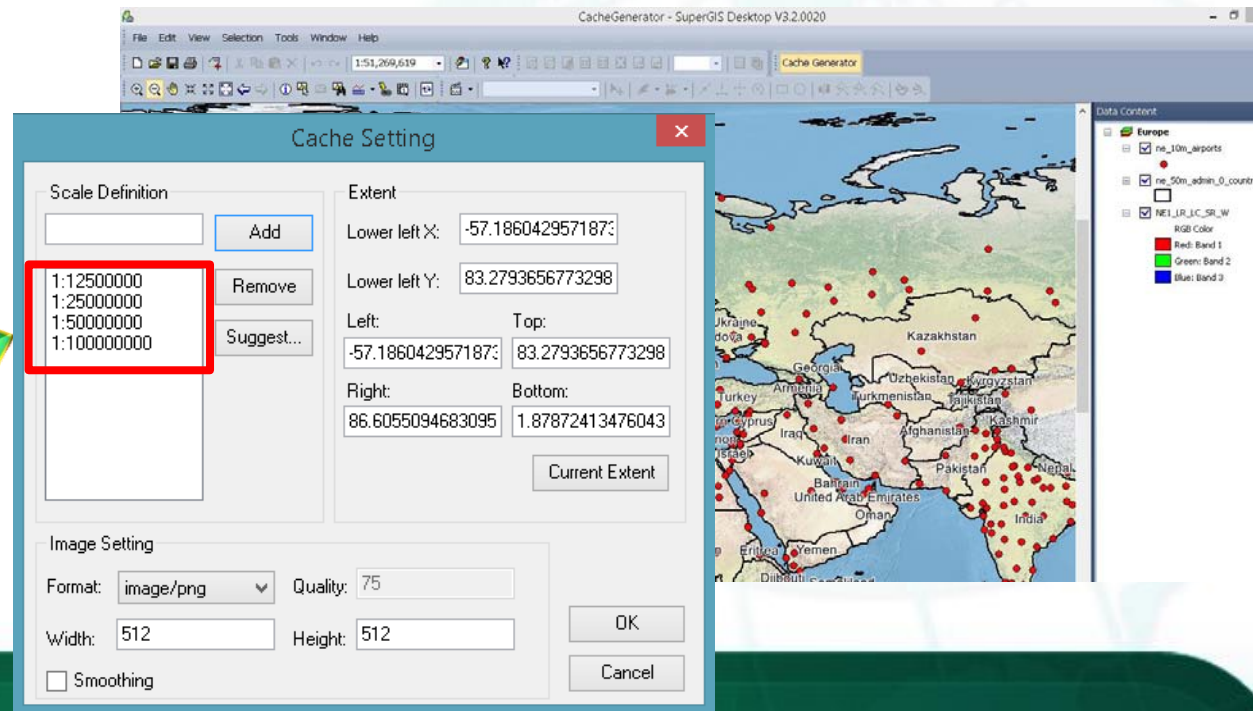 CacheGenerator - SuperGIS Desktop V3.2.0020
File Edit View Selection Tools Window Help
1:51,269,619
Cache Generator
Cache Setting
Scale Definition
Add
1:12500000
1:25000000
1:50000000
1:100000000
Remove
Suggest...
Extent
Lower left X: -57.1860429571873
Lower left Y: 83.2793656773298
Left: Top:
-57.1860429571873 83.2793656773298
Right: Bottom:
86.6055094683095 1.87872413476043
Current Extent
Image Setting
Format: image/png Quality: 75
Width: 512 Height: 512
Smoothing
OK
Cancel
Ukraine
Kazakhstan
Georgia
Uzbekistan Kyrgyzstan
Armenia
Turkey Turkmenistan Tajikistan
Cyprus Kashmir
Iraq Iran Afghanistan
Israel
Kuwait Pakistan Nepal
Bahrain
United Arab Emirates
Oman India
Eritrea Yemen
Djibouti
Data Content
Europe
ne_10m_airports
ne_50m_admin_0_countr
NE1_LR_LC_SR_W
RGB Color
Red: Band 1
Green: Band 2
Blue: Band 3